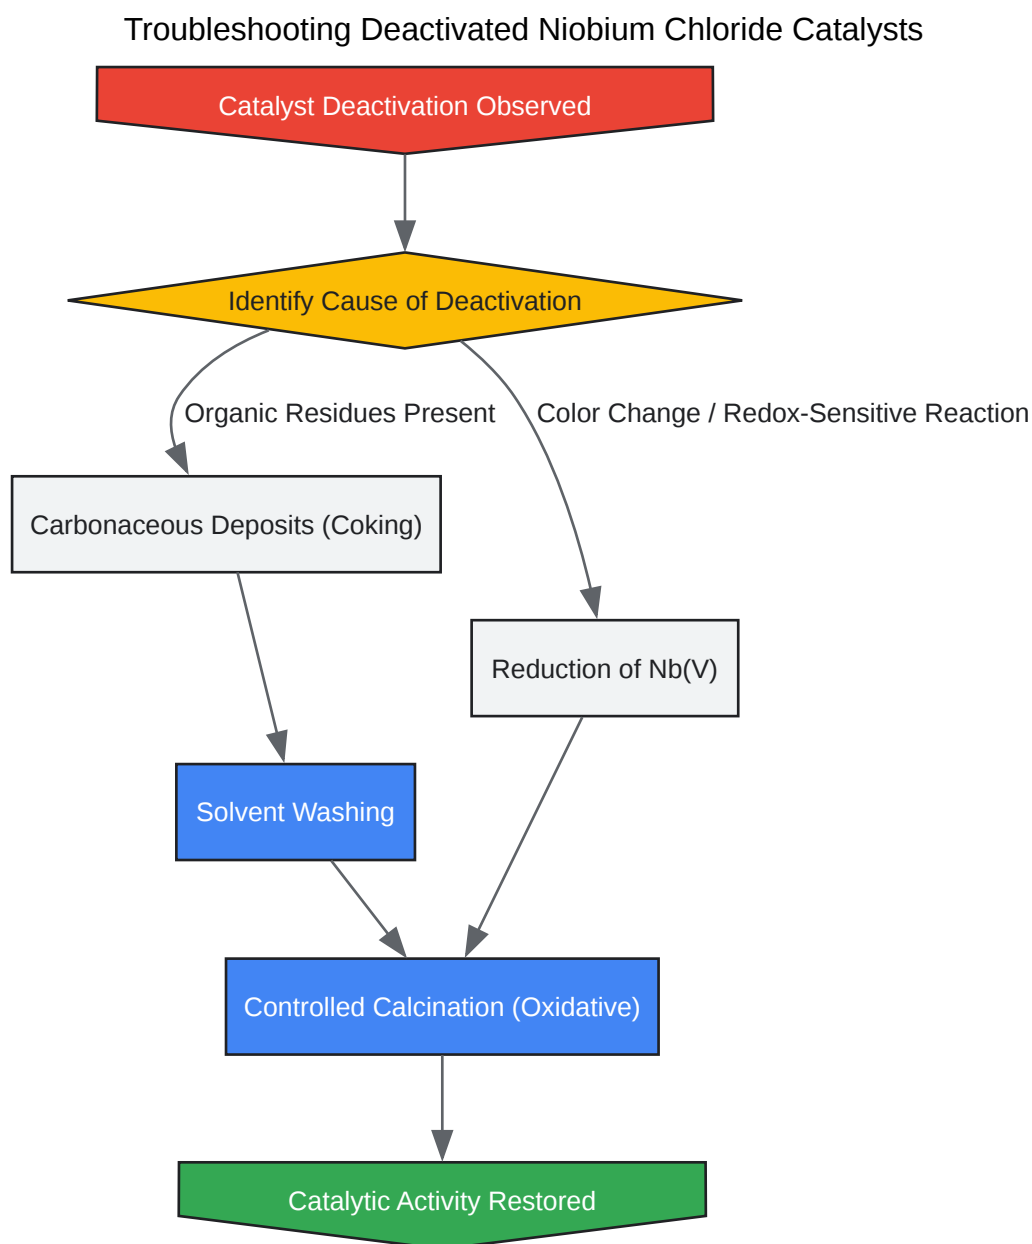 Troubleshooting Deactivated Niobium Chloride Catalysts
Catalyst Deactivation Observed
Identify Cause of Deactivation
Organic Residues Present
Color Change / Redox-Sensitive Reaction
Carbonaceous Deposits (Coking)
Reduction of Nb(V)
Solvent Washing
Controlled Calcination (Oxidative)
Catalytic Activity Restored